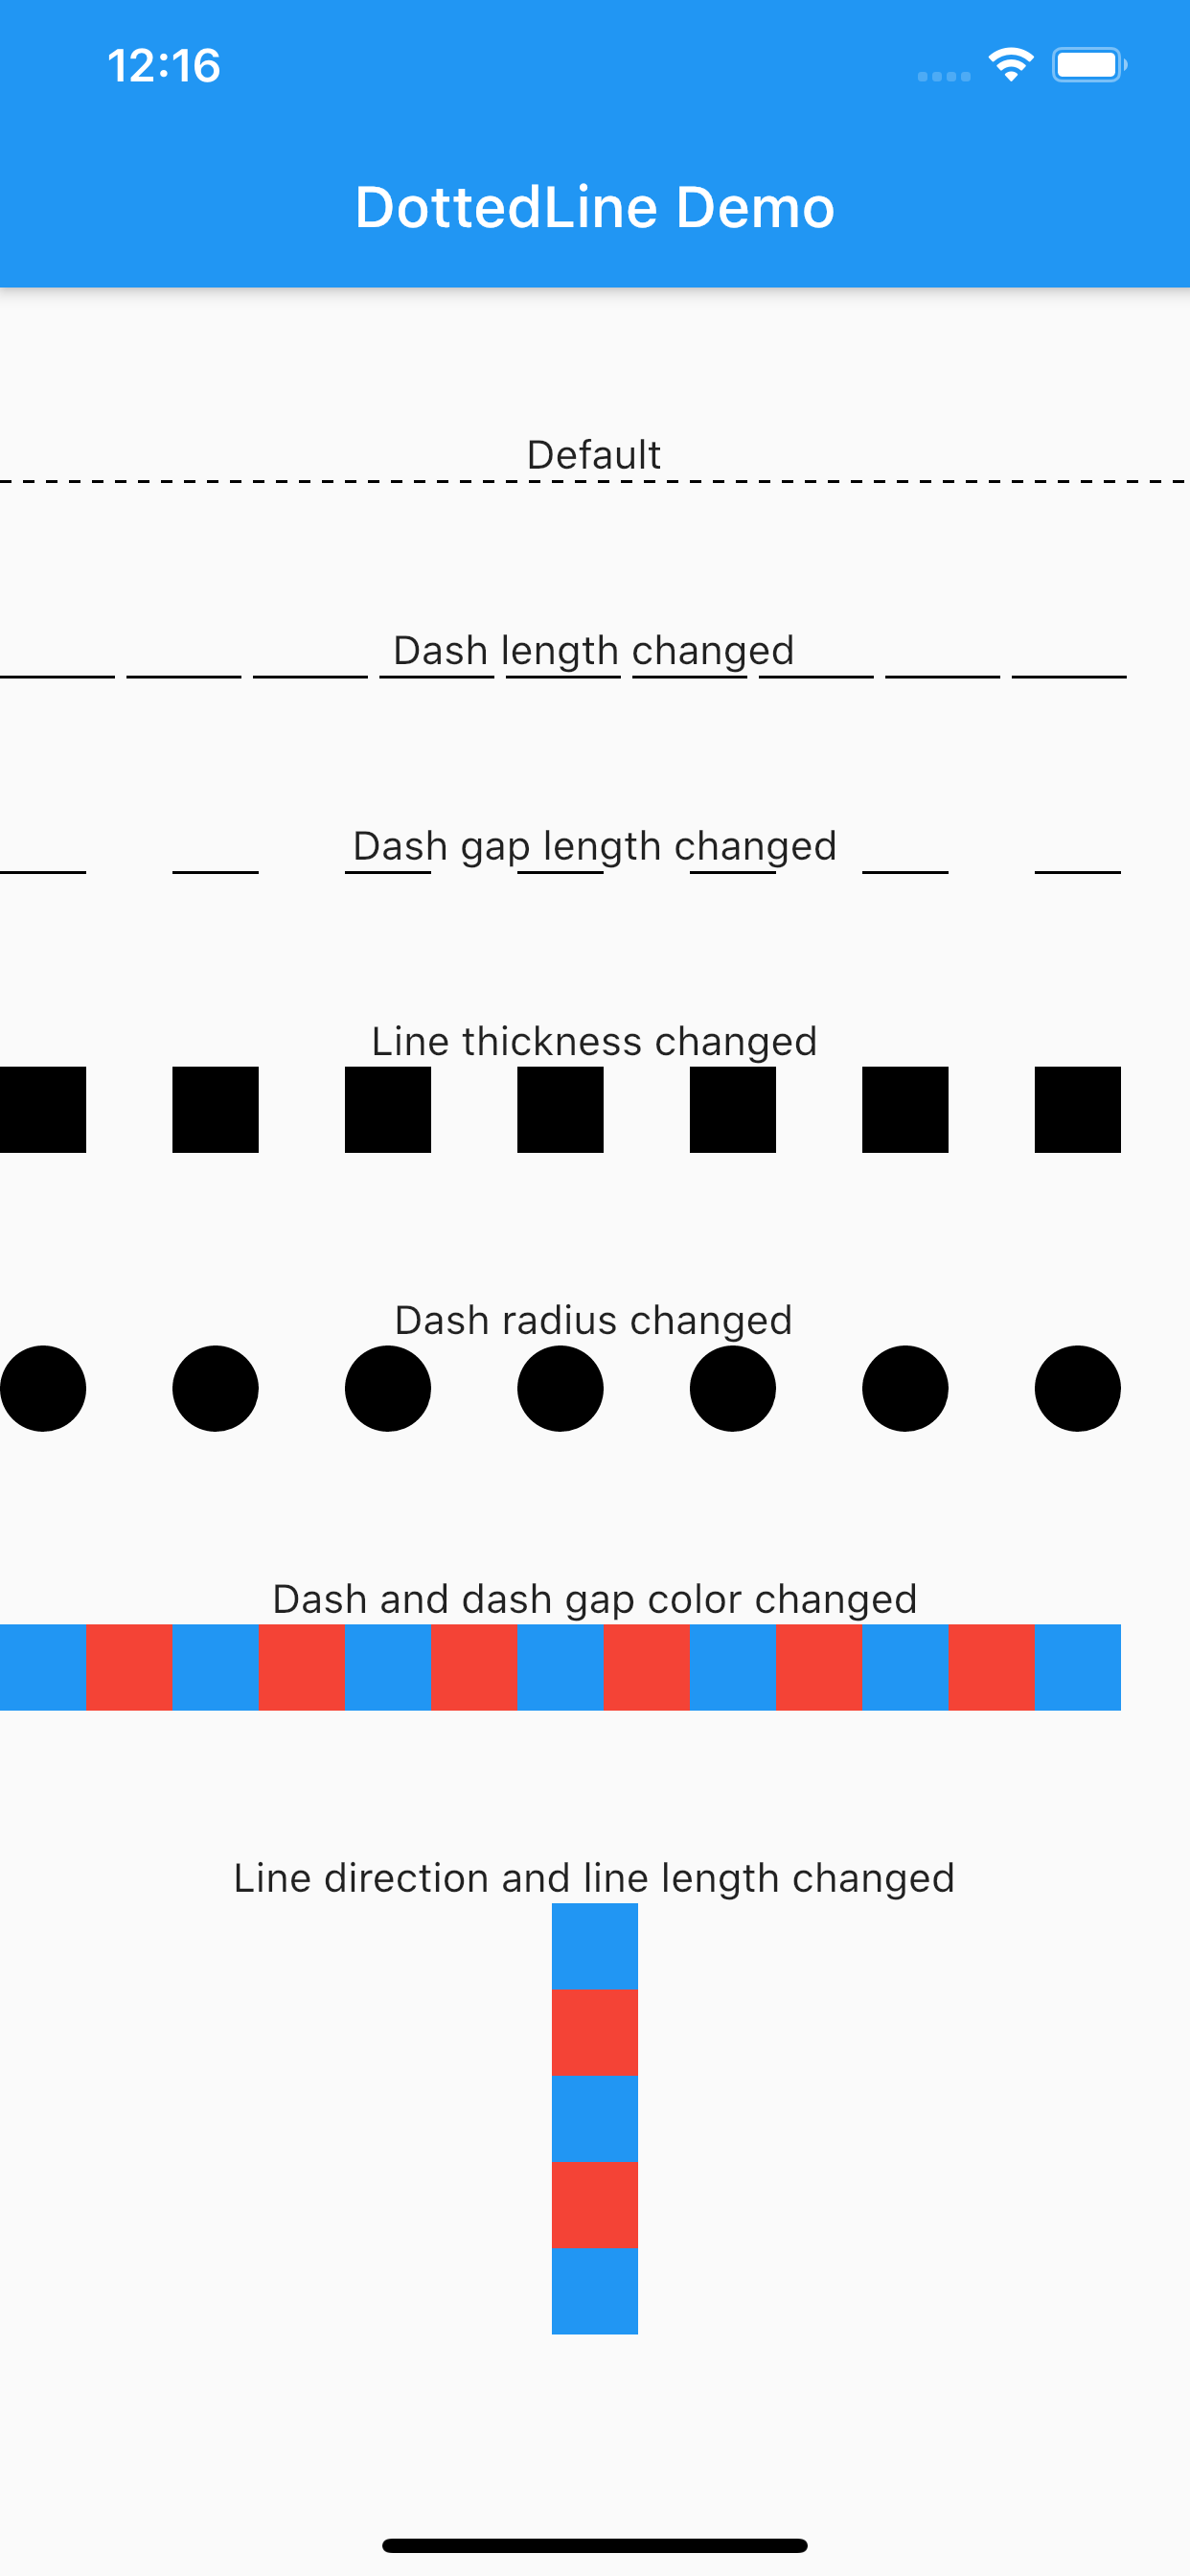 12:16
DottedLine Demo
Default
Dash length changed
Dash gap length changed
Line thickness changed
Dash radius changed
Dash and dash gap color changed
Line direction and line length changed